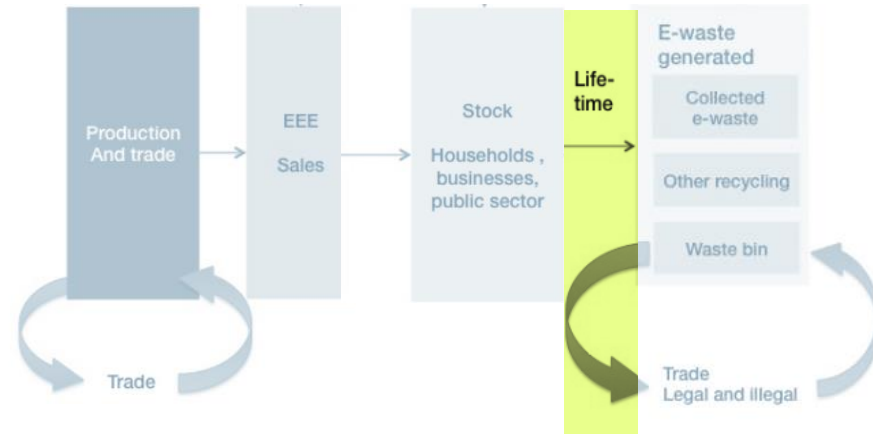 Production
And trade
EEE
Sales
Stock
Households ,
businesses,
public sector
Life-
time
E-waste
generated
Collected
e-waste
Other recycling
Waste bin
Trade
Trade
Legal and illegal